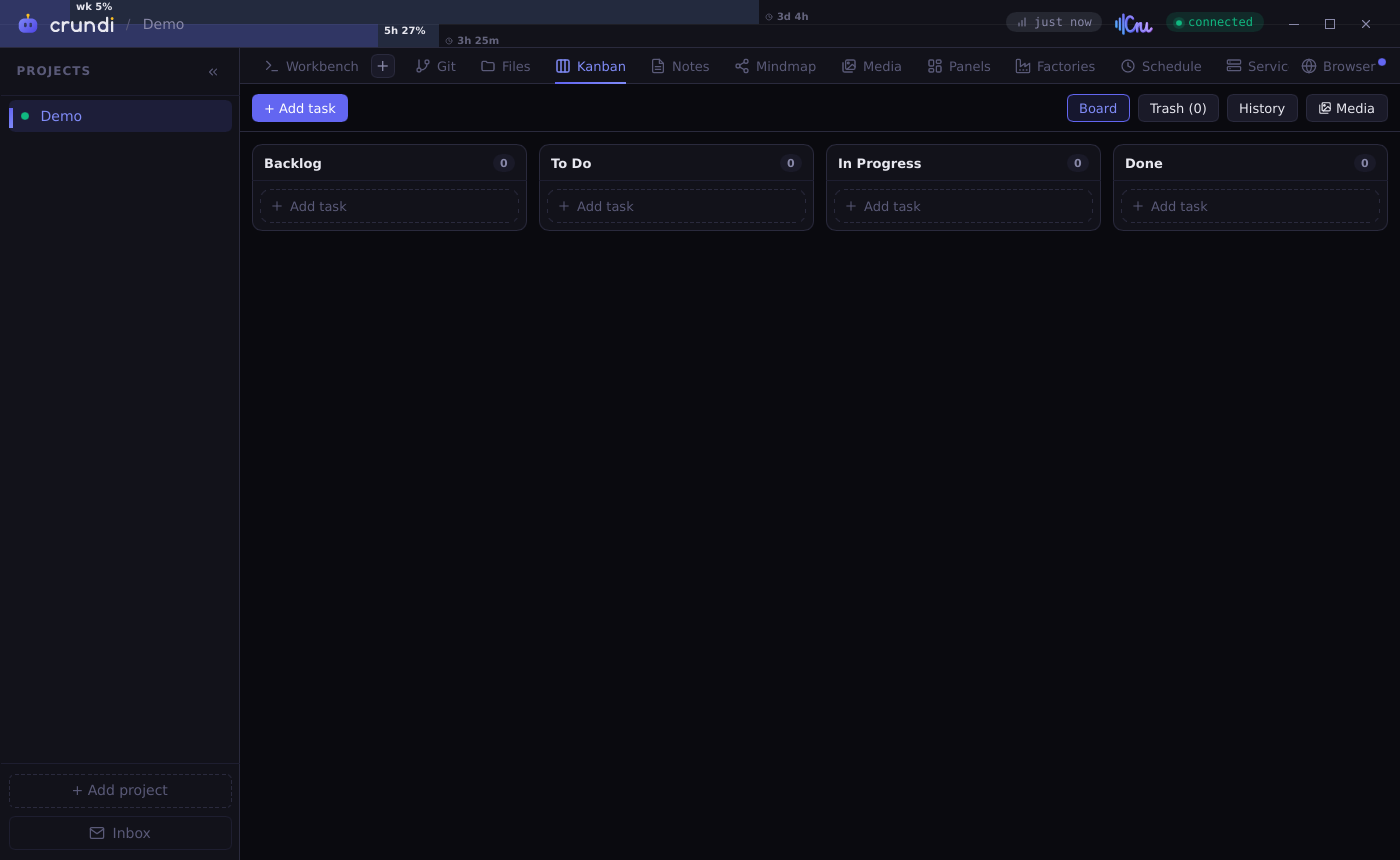 wk 5%
3d 4h
crundi / Demo
5h 27%
3h 25m
just now
Cru
connected
PROJECTS
«
Demo
Workbench
+
Git
Files
Kanban
Notes
Mindmap
Media
Panels
Factories
Schedule
Servic
Browser
+ Add task
Board
Trash (0)
History
Media
Backlog 0
+ Add task
To Do 0
+ Add task
In Progress 0
+ Add task
Done 0
+ Add task
+ Add project
Inbox